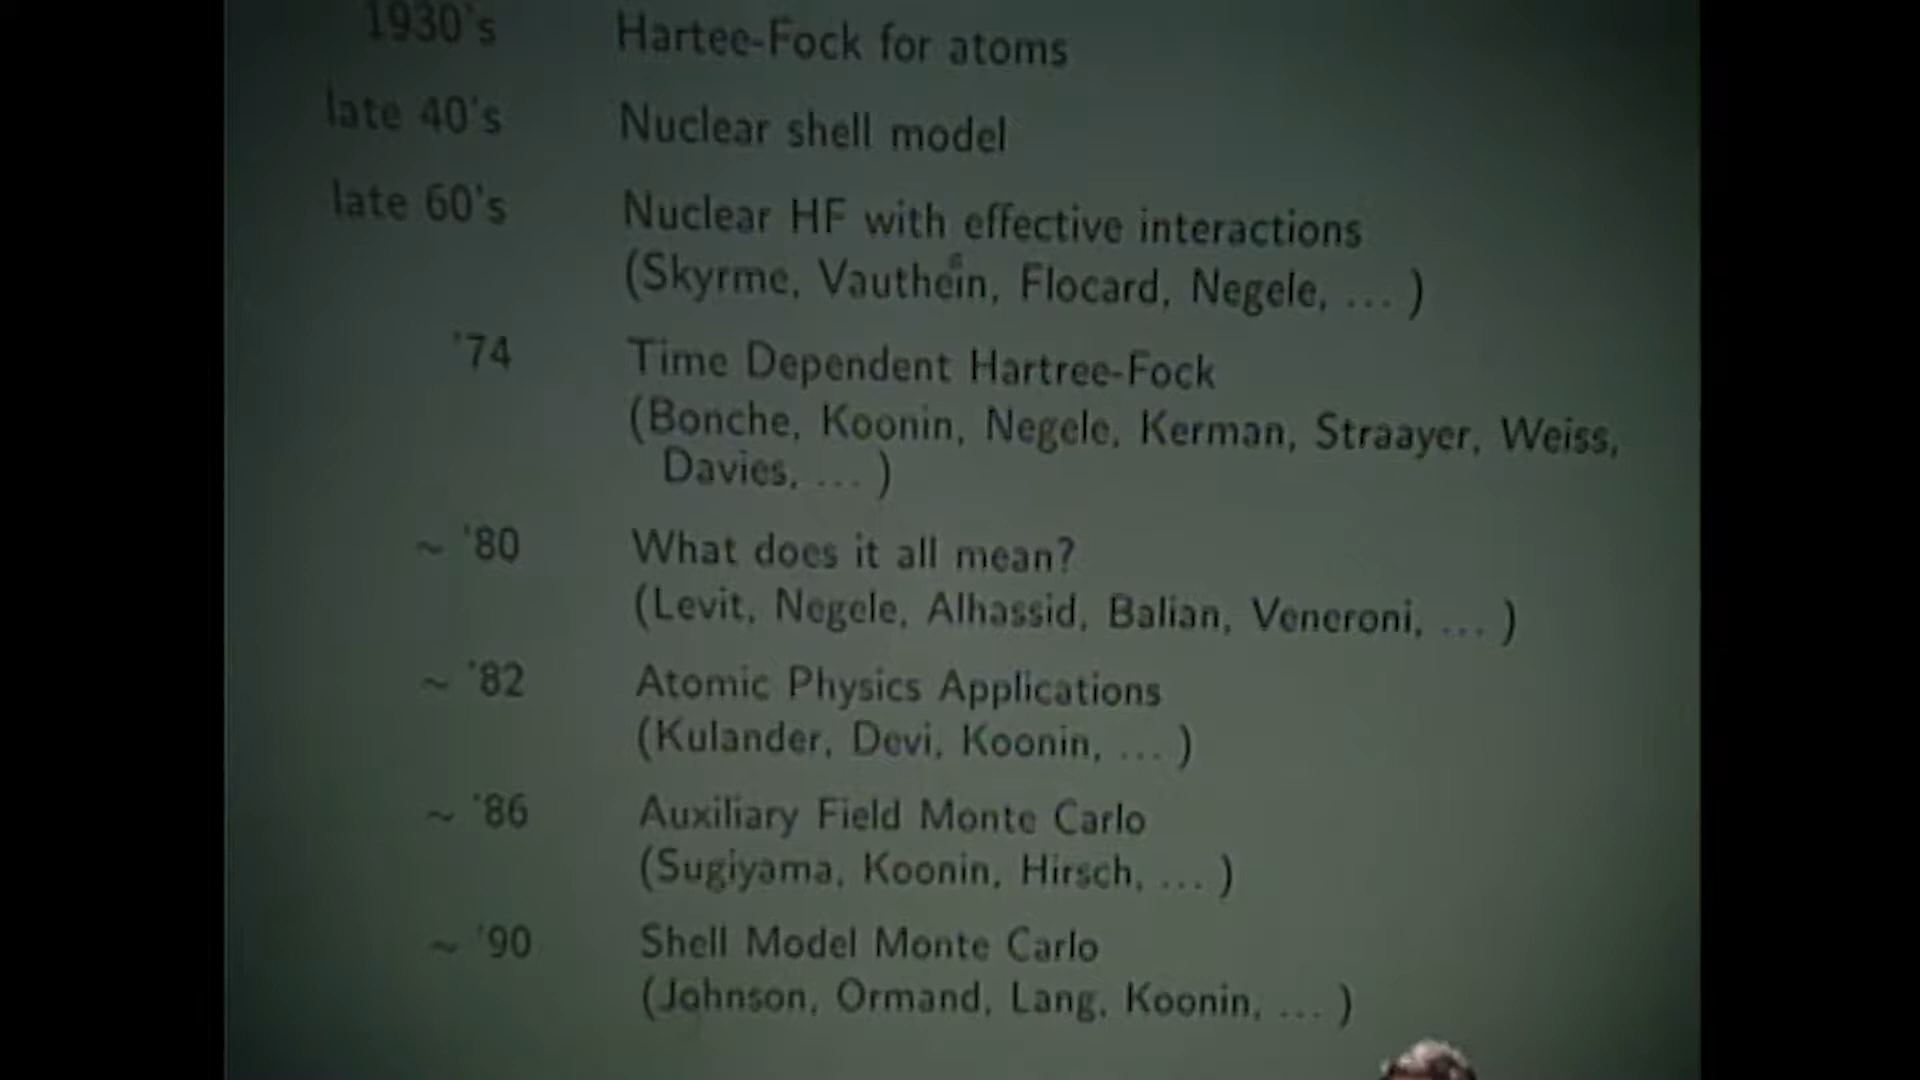 1930's Hartee-Fock for atoms
late 40's Nuclear shell model
late 60's Nuclear HF with effective interactions
(Skyrme, Vauthein, Flocard, Negele, ... )
'74 Time Dependent Hartree-Fock
(Bonche, Koonin, Negele, Kerman, Straayer, Weiss,
Davies, ... )
~ '80 What does it all mean?
(Levit, Negele, Alhassid, Balian, Veneroni, ... )
~ '82 Atomic Physics Applications
(Kulander, Devi, Koonin, ... )
~ '86 Auxiliary Field Monte Carlo
(Sugiyama, Koonin, Hirsch, ... )
~ '90 Shell Model Monte Carlo
(Johnson, Ormand, Lang, Koonin, ... )